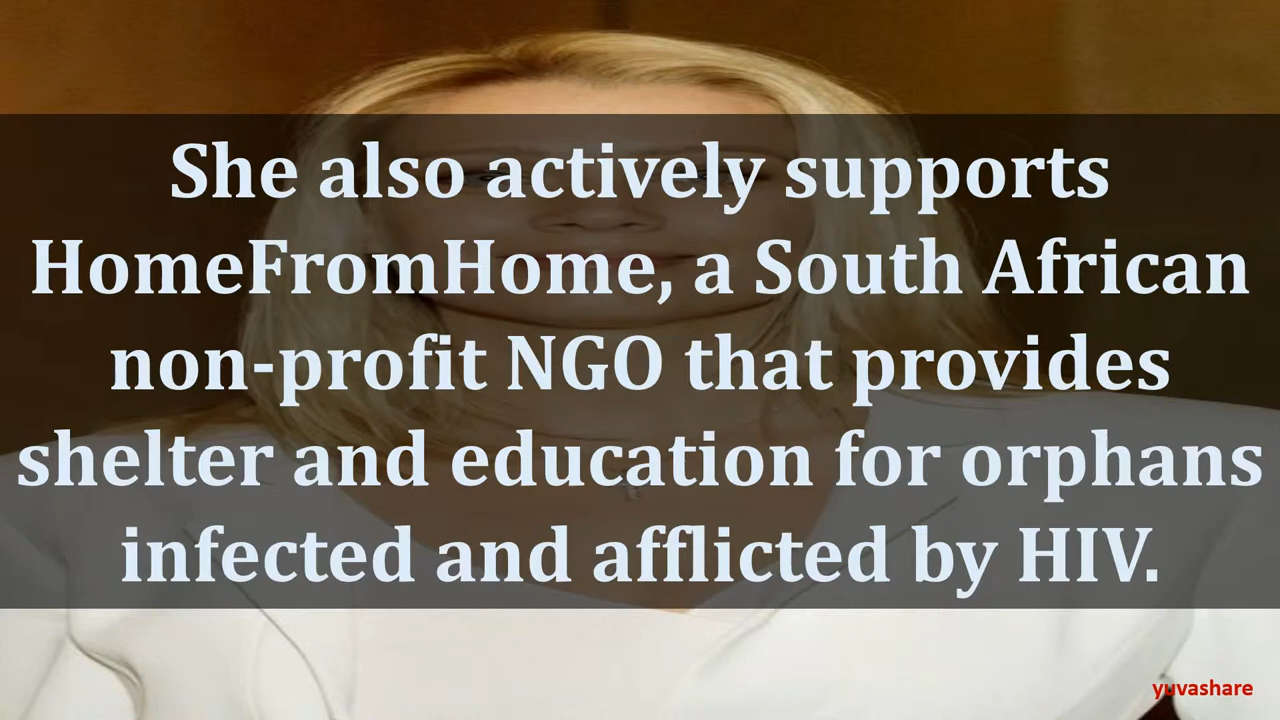 She also actively supports
HomeFromHome, a South African
non-profit NGO that provides
shelter and education for orphans
infected and afflicted by HIV.
yuvashare